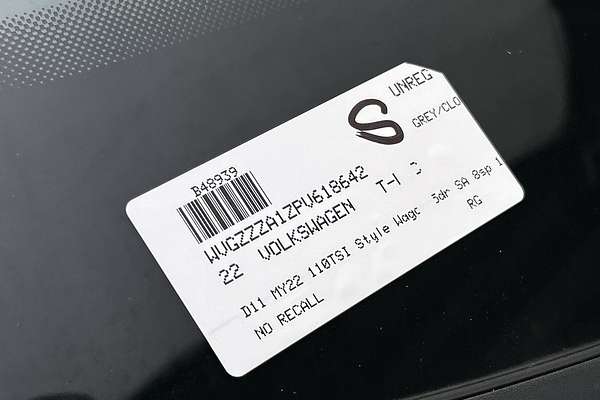 UNREG
S
GREY/CLO
B48939
WVGZZZA1ZPV618642
22 VOLKSWAGEN T-
D11 MY22 110TSI Style Wagc 5dr SA 8sp 1
RG
NO RECALL